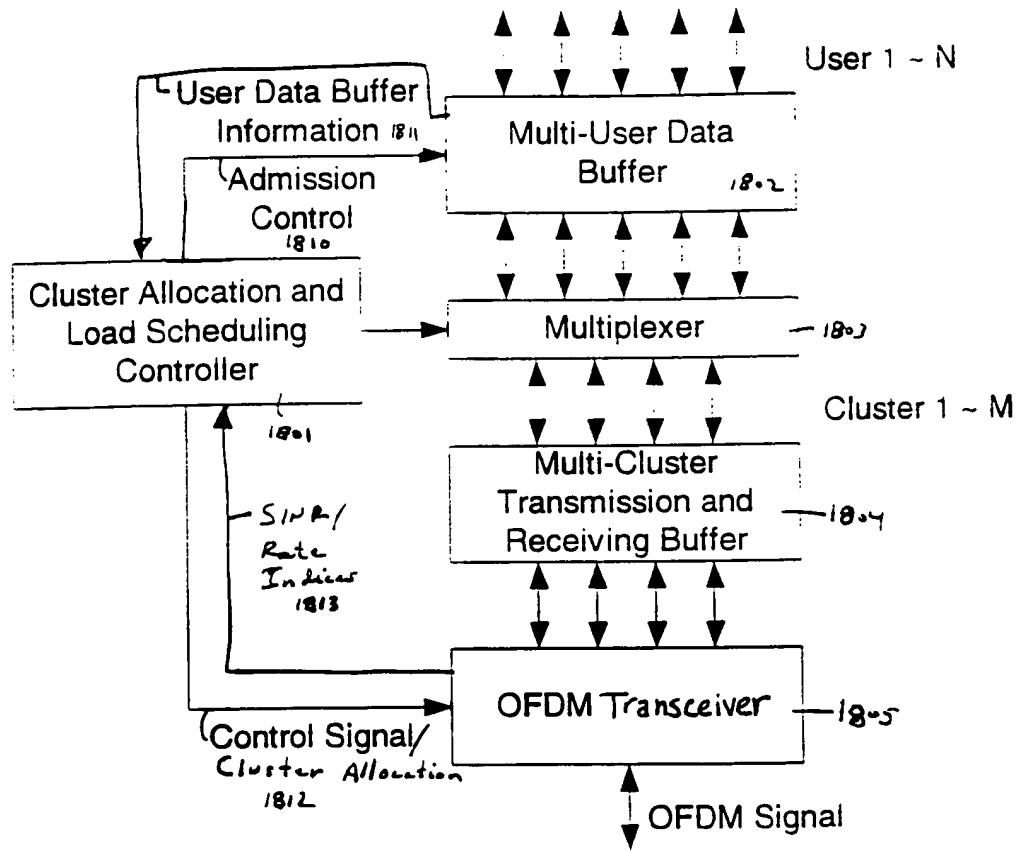 User 1 ~ N
User Data Buffer
Information 1811
Multi-User Data
Buffer
1802
Admission
Control
1810
Cluster Allocation and
Load Scheduling
Controller
1801
Multiplexer
1803
Cluster 1 ~ M
Multi-Cluster
Transmission and
Receiving Buffer
1804
SINR/
Rate
Indices
1813
OFDM Transceiver
1805
Control Signal/
Cluster Allocation
1812
OFDM Signal